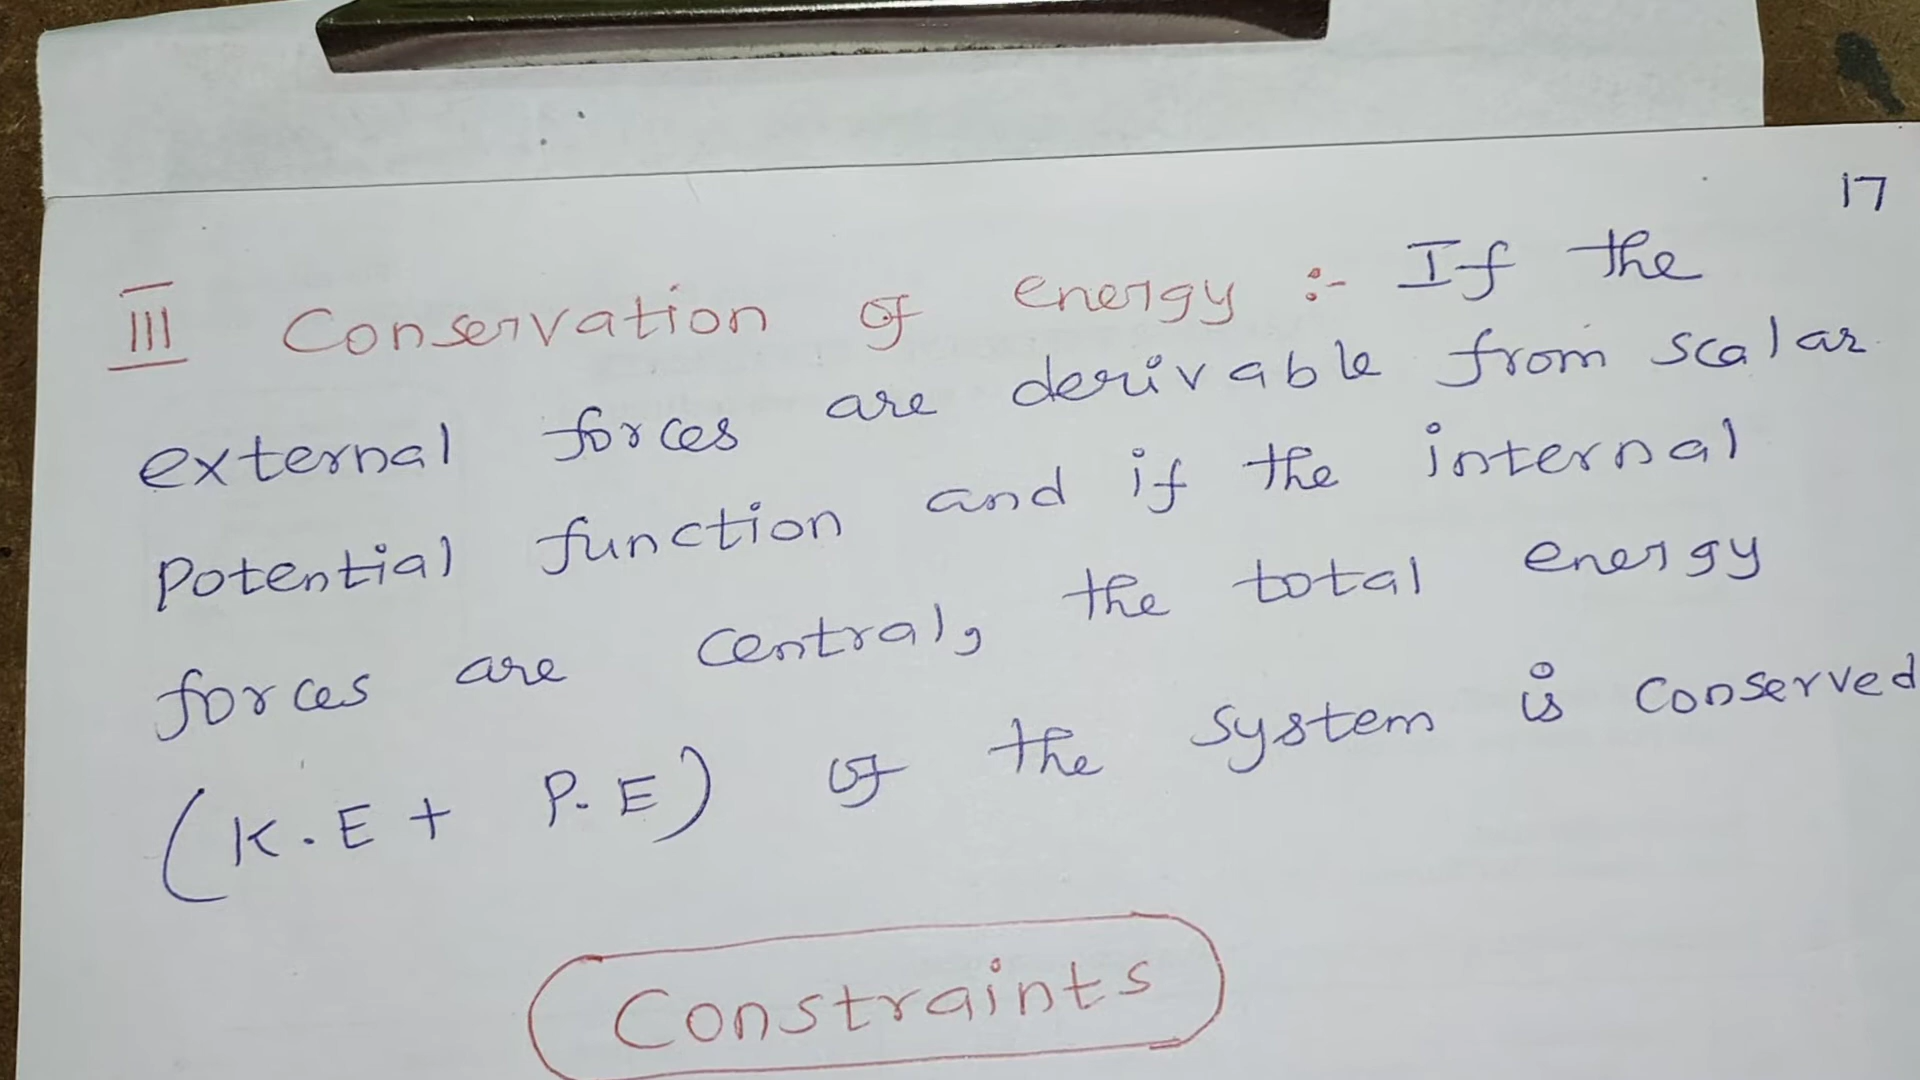 17
III Conservation of energy :- If the
external forces are derivable from scalar
Potential function and if the internal
forces are central, the total energy
(K.E + P.E) of the system is conserved
Constraints